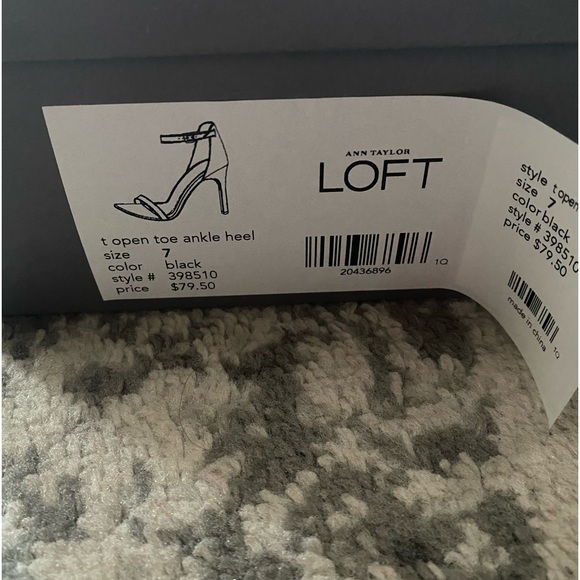 t open toe ankle heel
size 7
color black
style # 398510
price $79.50
ANN TAYLOR
LOFT
20436896
1Q
style t open
size 7
color black
style # 398510
price $79.50
made in china
1Q